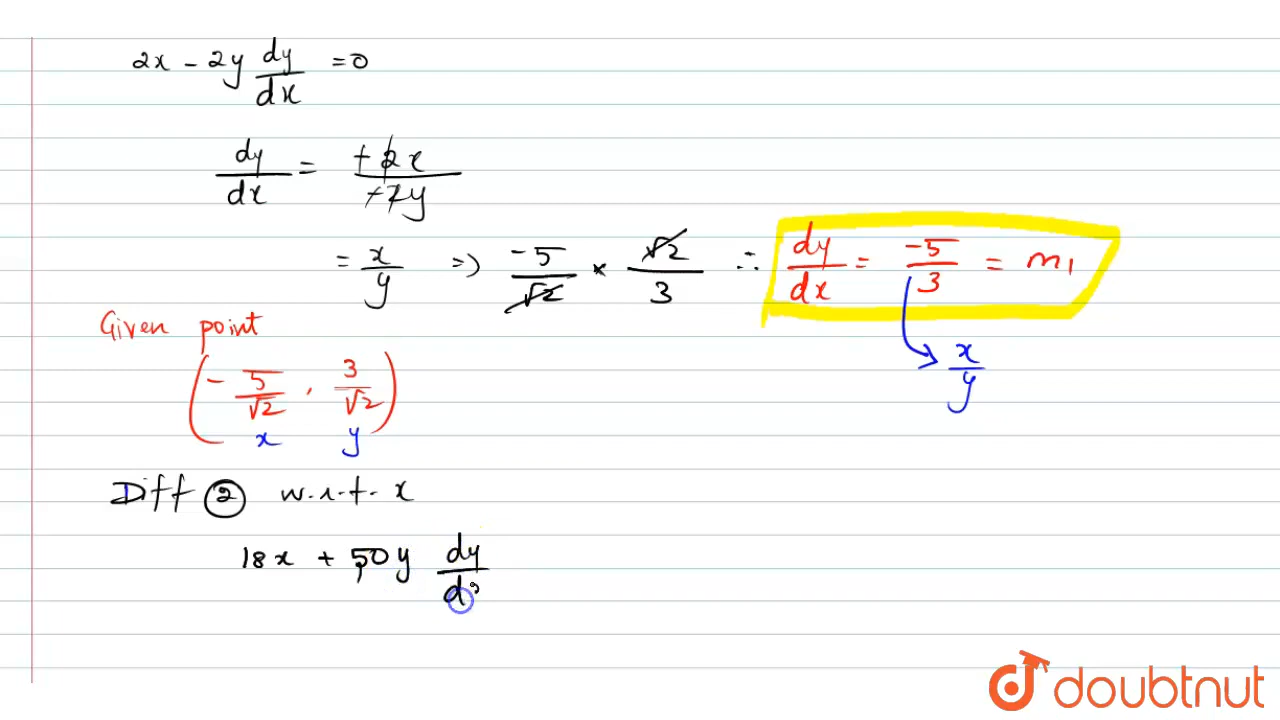 2x - 2y dy/dx = 0
dy/dx = +2x/+2y
= x/y => -5/√2 × √2/3 ∴ dy/dx = -5/3 = m1
x/y
Given point
(- 5/√2 , 3/√2)
x y
Diff ② w.r.t. x
18x + 50y dy/d
doubtnut